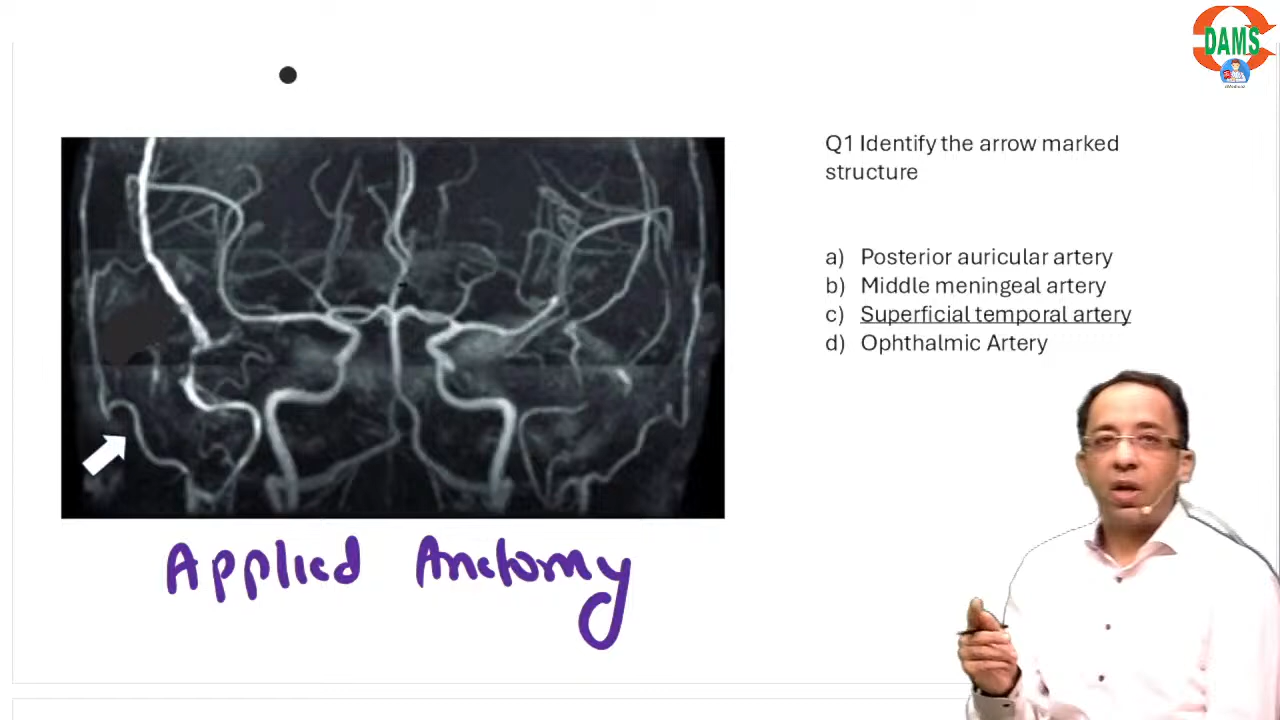 DAMS
Q1 Identify the arrow marked
structure
a) Posterior auricular artery
b) Middle meningeal artery
c) Superficial temporal artery
d) Ophthalmic Artery
Applied Anatomy